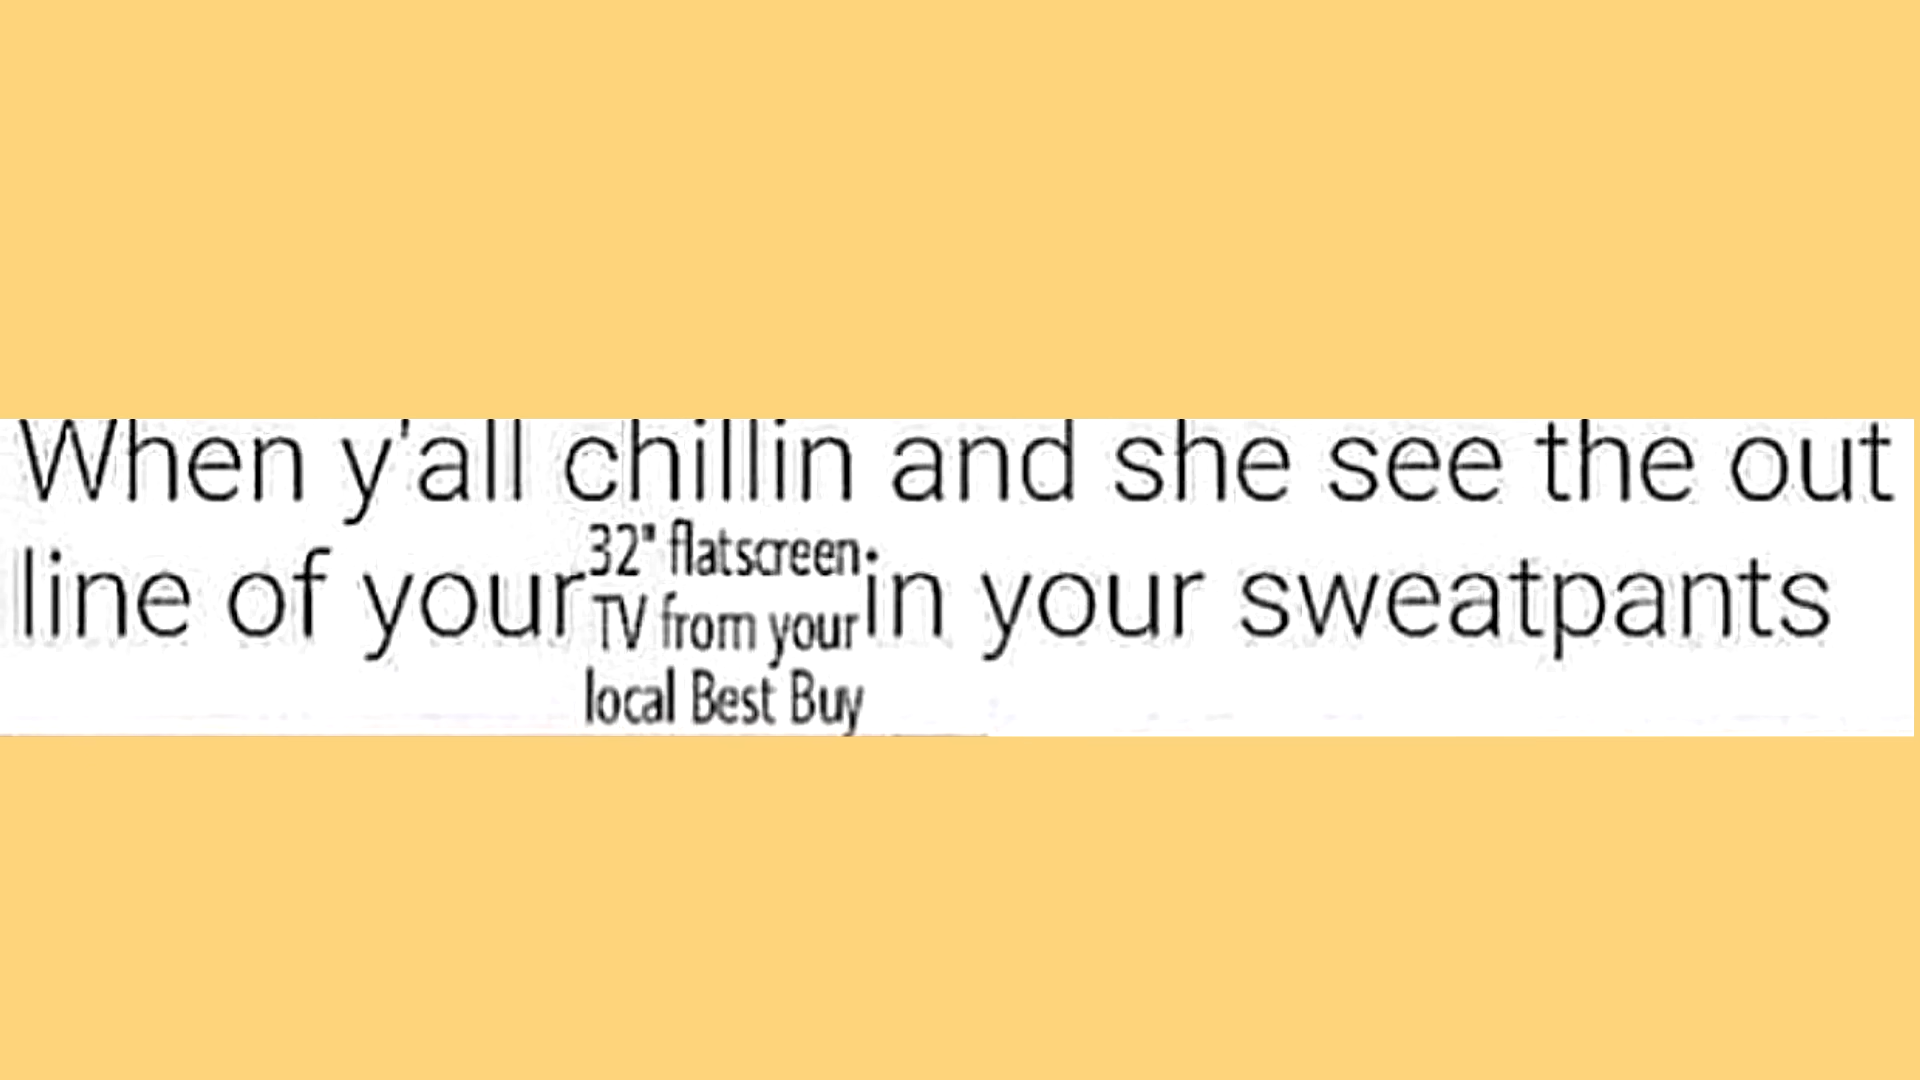 When y'all chillin and she see the out
line of your 32" flatscreen TV from your local Best Buy in your sweatpants